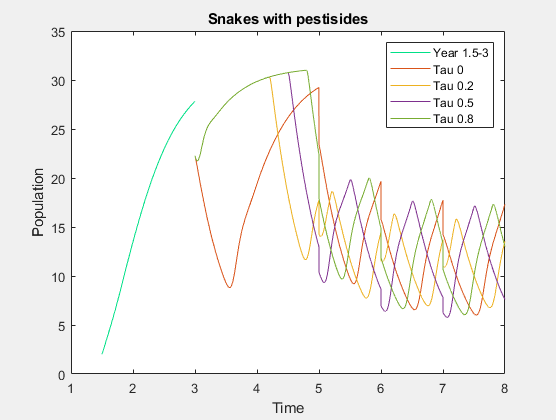 Snakes with pestisides
35
30
25
20
15
10
5
0
Population
Year 1.5-3
Tau 0
Tau 0.2
Tau 0.5
Tau 0.8
1 2 3 4 5 6 7 8
Time